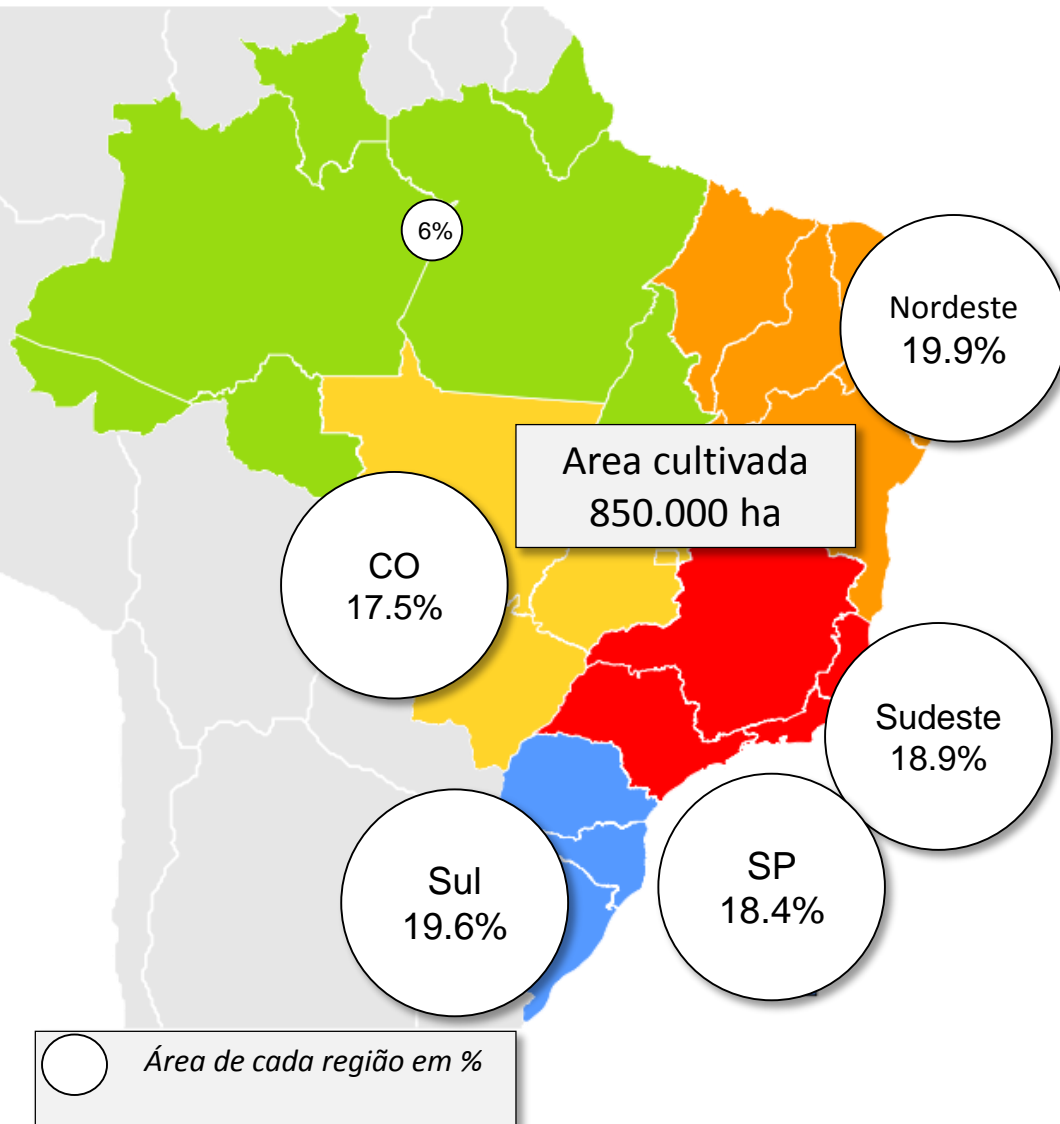 6%
Nordeste
19.9%
Area cultivada
850.000 ha
CO
17.5%
Sudeste
18.9%
SP
18.4%
Sul
19.6%
Área de cada região em %